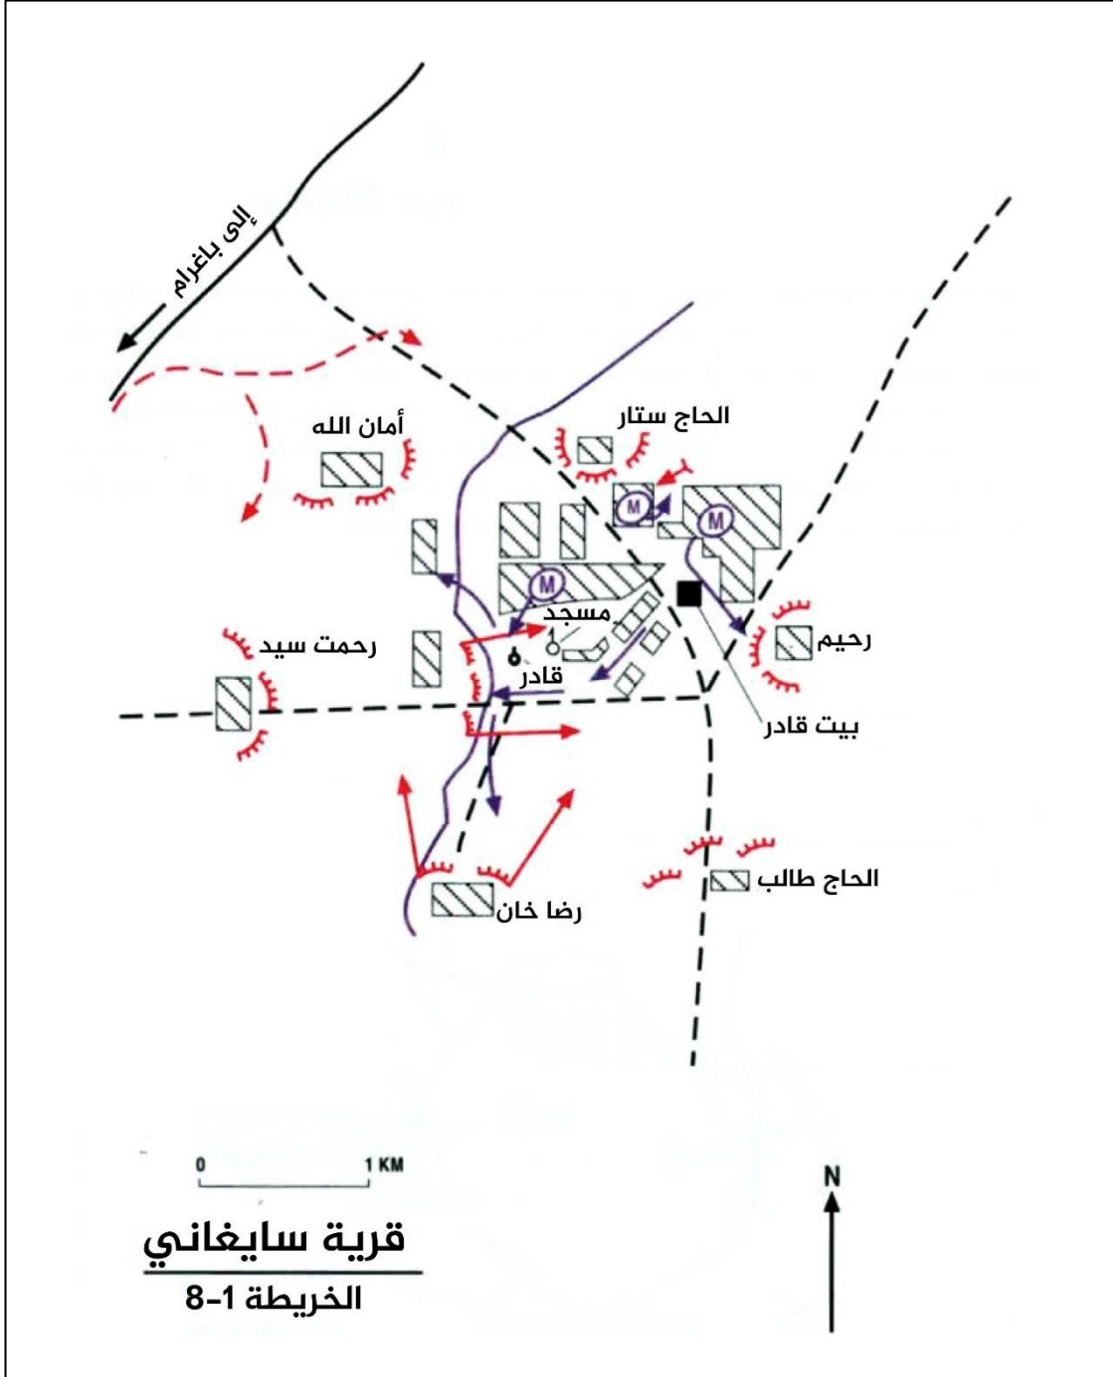 إلى باغرام
الحاج ستار
أمان الله
M
M
M
مسجد
رحيم
رحمت سيد
قادر
بيت قادر
الحاج طالب
رضا خان
0 1 KM
N
قرية سايغاني
الخريطة 1-8